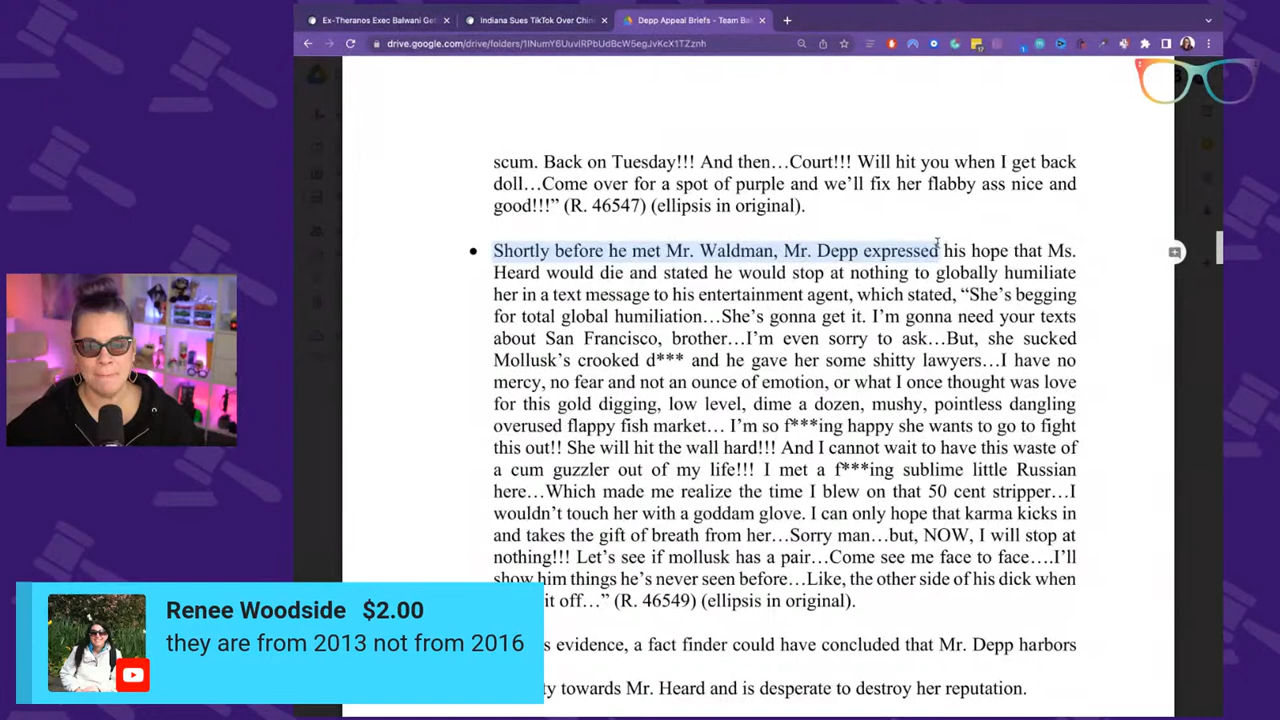 Ex-Theranos Exec Balwani Get
Indiana Sues TikTok Over Chin
Depp Appeal Briefs - Team Ba
drive.google.com/drive/folders/
scum. Back on Tuesday!!! And then…Court!!! Will hit you when I get back
doll…Come over for a spot of purple and we’ll fix her flabby ass nice and
good!!!” (R. 46547) (ellipsis in original).
• Shortly before he met Mr. Waldman, Mr. Depp expressed his hope that Ms.
Heard would die and stated he would stop at nothing to globally humiliate
her in a text message to his entertainment agent, which stated, “She’s begging
for total global humiliation…She’s gonna get it. I’m gonna need your texts
about San Francisco, brother…I’m even sorry to ask…But, she sucked
Mollusk’s crooked d*** and he gave her some shitty lawyers…I have no
mercy, no fear and not an ounce of emotion, or what I once thought was love
for this gold digging, low level, dime a dozen, mushy, pointless dangling
overused flappy fish market… I’m so f***ing happy she wants to go to fight
this out!! She will hit the wall hard!!! And I cannot wait to have this waste of
a cum guzzler out of my life!!! I met a f***ing sublime little Russian
here…Which made me realize the time I blew on that 50 cent stripper…I
wouldn’t touch her with a goddam glove. I can only hope that karma kicks in
and takes the gift of breath from her…Sorry man…but, NOW, I will stop at
nothing!!! Let’s see if mollusk has a pair…Come see me face to face….I’ll
show him things he’s never seen before…Like, the other side of his dick when
it off…” (R. 46549) (ellipsis in original).
s evidence, a fact finder could have concluded that Mr. Depp harbors
ty towards Mr. Heard and is desperate to destroy her reputation.
Renee Woodside $2.00
they are from 2013 not from 2016